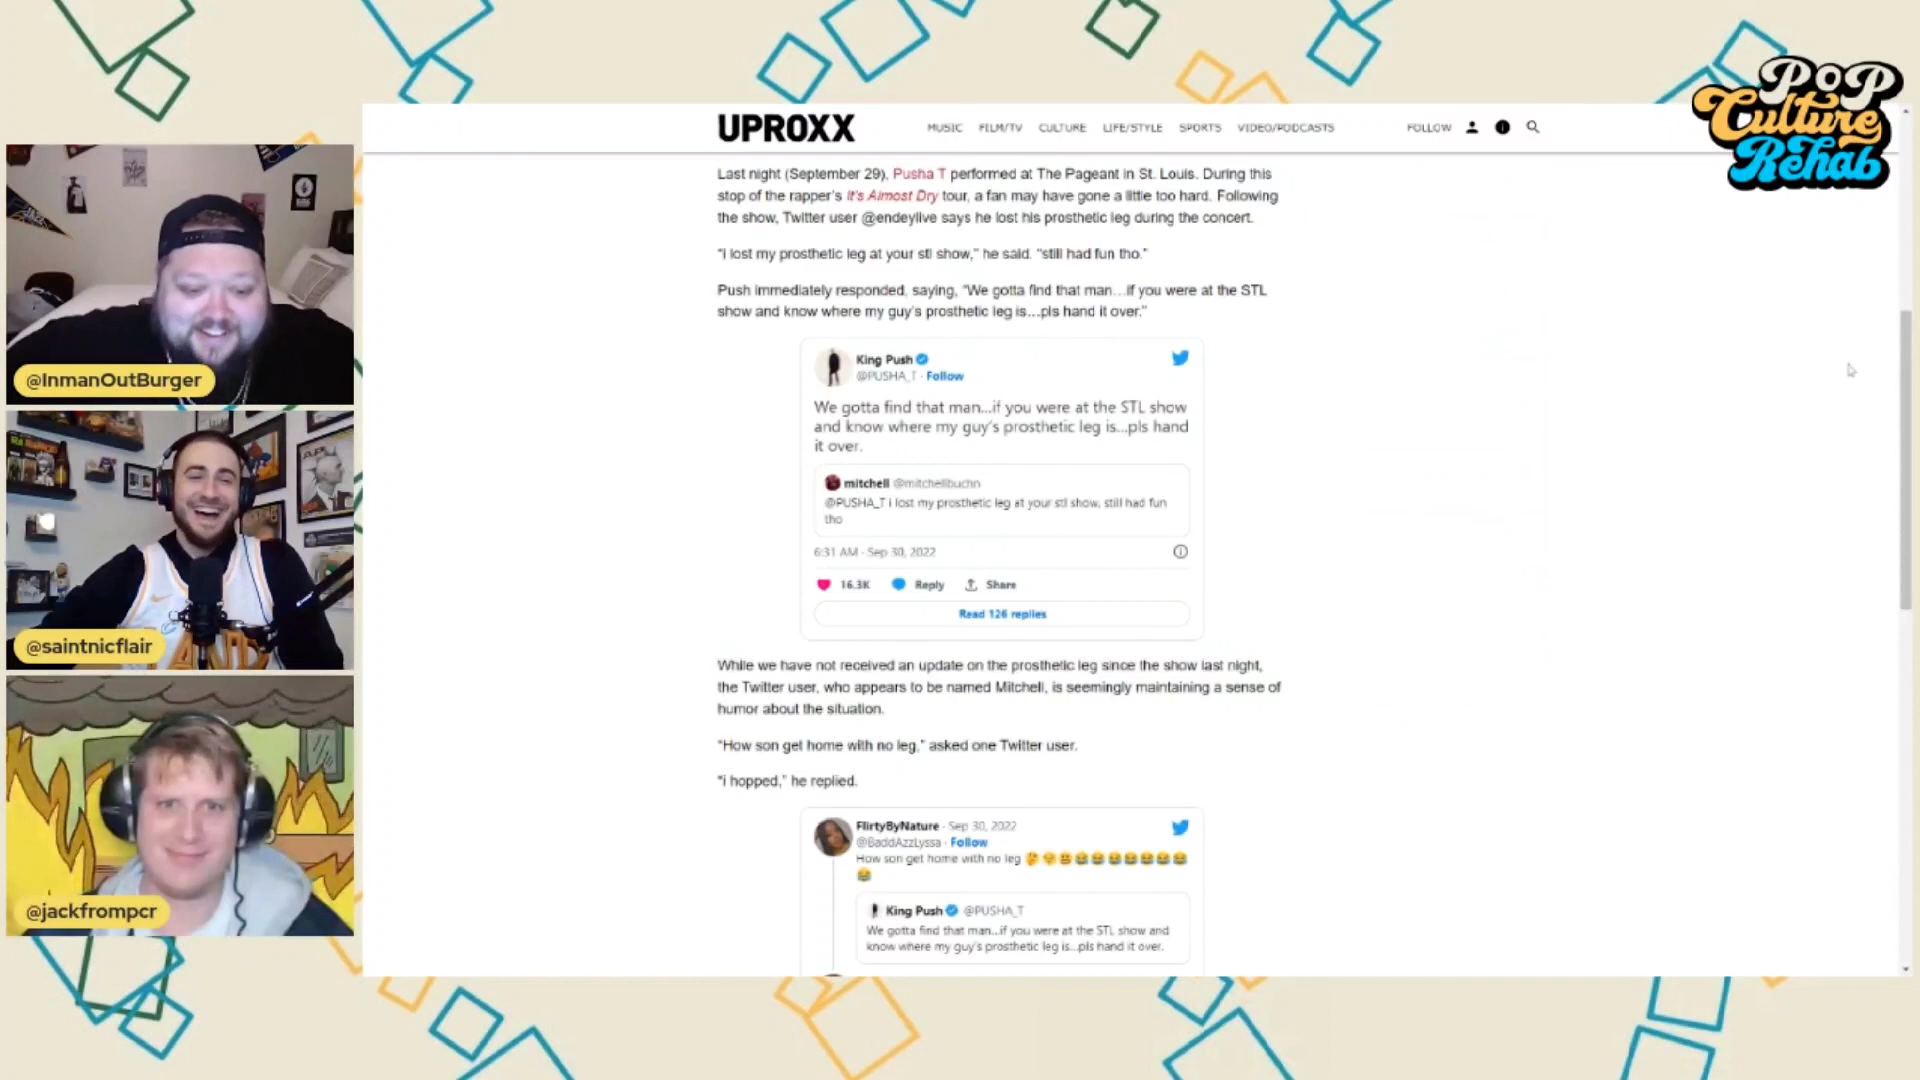 POP
Culture
Rehab
UPROXX
MUSIC FILM/TV CULTURE LIFE/STYLE SPORTS VIDEO/PODCASTS FOLLOW
Last night (September 29), Pusha T performed at The Pageant in St. Louis. During this
stop of the rapper's It's Almost Dry tour, a fan may have gone a little too hard. Following
the show, Twitter user @endeylive says he lost his prosthetic leg during the concert.
"I lost my prosthetic leg at your stl show," he said. "still had fun tho."
Push immediately responded, saying, "We gotta find that man...if you were at the STL
show and know where my guy's prosthetic leg is...pls hand it over."
King Push
@PUSHA_T · Follow
We gotta find that man...if you were at the STL show
and know where my guy's prosthetic leg is...pls hand
it over.
mitchell @mitchellbuchn
@PUSHA_T i lost my prosthetic leg at your stl show, still had fun
tho
6:31 AM · Sep 30, 2022
16.3K Reply Share
Read 126 replies
While we have not received an update on the prosthetic leg since the show last night,
the Twitter user, who appears to be named Mitchell, is seemingly maintaining a sense of
humor about the situation.
"How son get home with no leg," asked one Twitter user.
"i hopped," he replied.
FlirtyByNature · Sep 30, 2022
@BaddAzzLyssa · Follow
How son get home with no leg
King Push @PUSHA_T
We gotta find that man...if you were at the STL show and
know where my guy's prosthetic leg is...pls hand it over.
@InmanOutBurger
@saintnicflair
@jackfrompcr